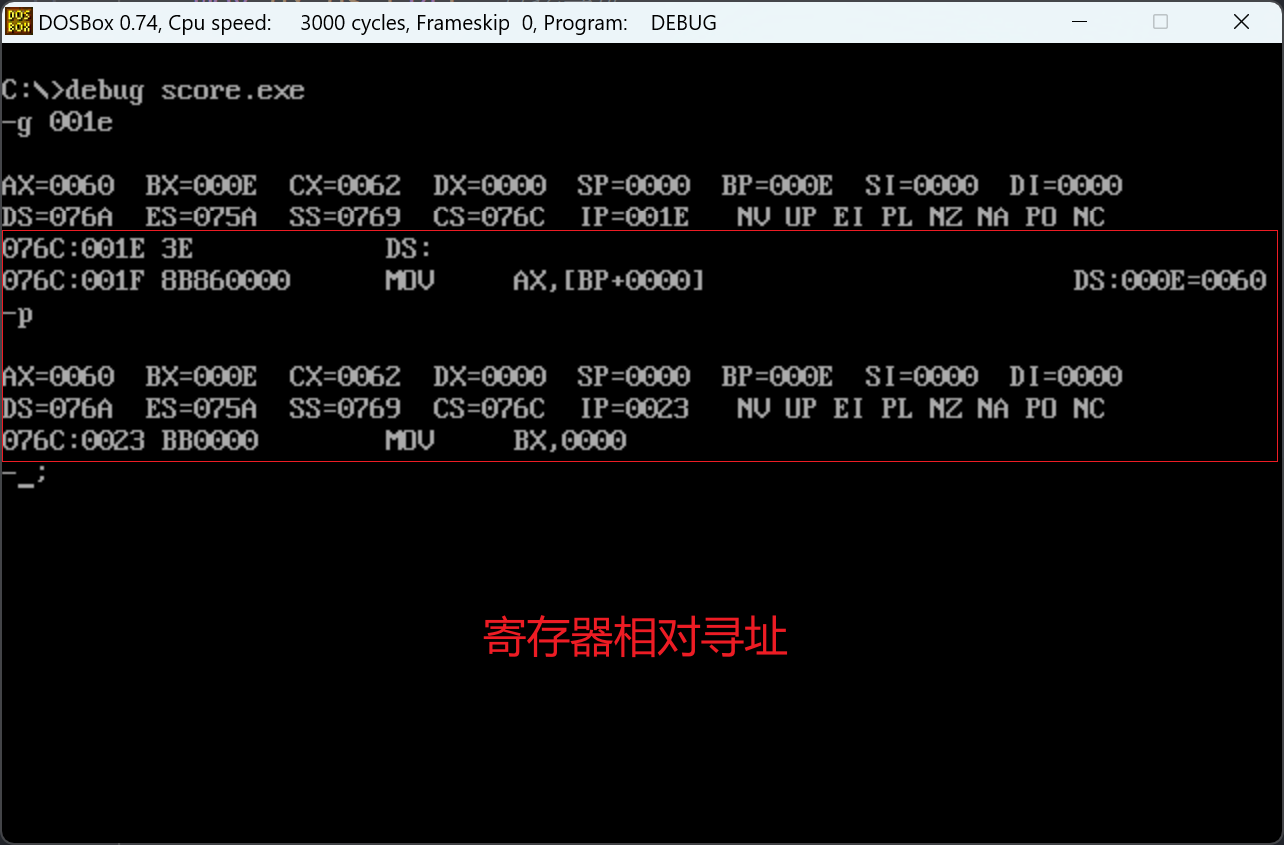 DOSBox 0.74, Cpu speed: 3000 cycles, Frameskip 0, Program: DEBUG
C:\>debug score.exe
-g 001e
AX=0060 BX=000E CX=0062 DX=0000 SP=0000 BP=000E SI=0000 DI=0000
DS=076A ES=075A SS=0769 CS=076C IP=001E NV UP EI PL NZ NA PO NC
076C:001E 3E DS:
076C:001F 8B860000 MOV AX,[BP+0000] DS:000E=0060
-p
AX=0060 BX=000E CX=0062 DX=0000 SP=0000 BP=000E SI=0000 DI=0000
DS=076A ES=075A SS=0769 CS=076C IP=0023 NV UP EI PL NZ NA PO NC
076C:0023 BB0000 MOV BX,0000
-_;
寄存器相对寻址